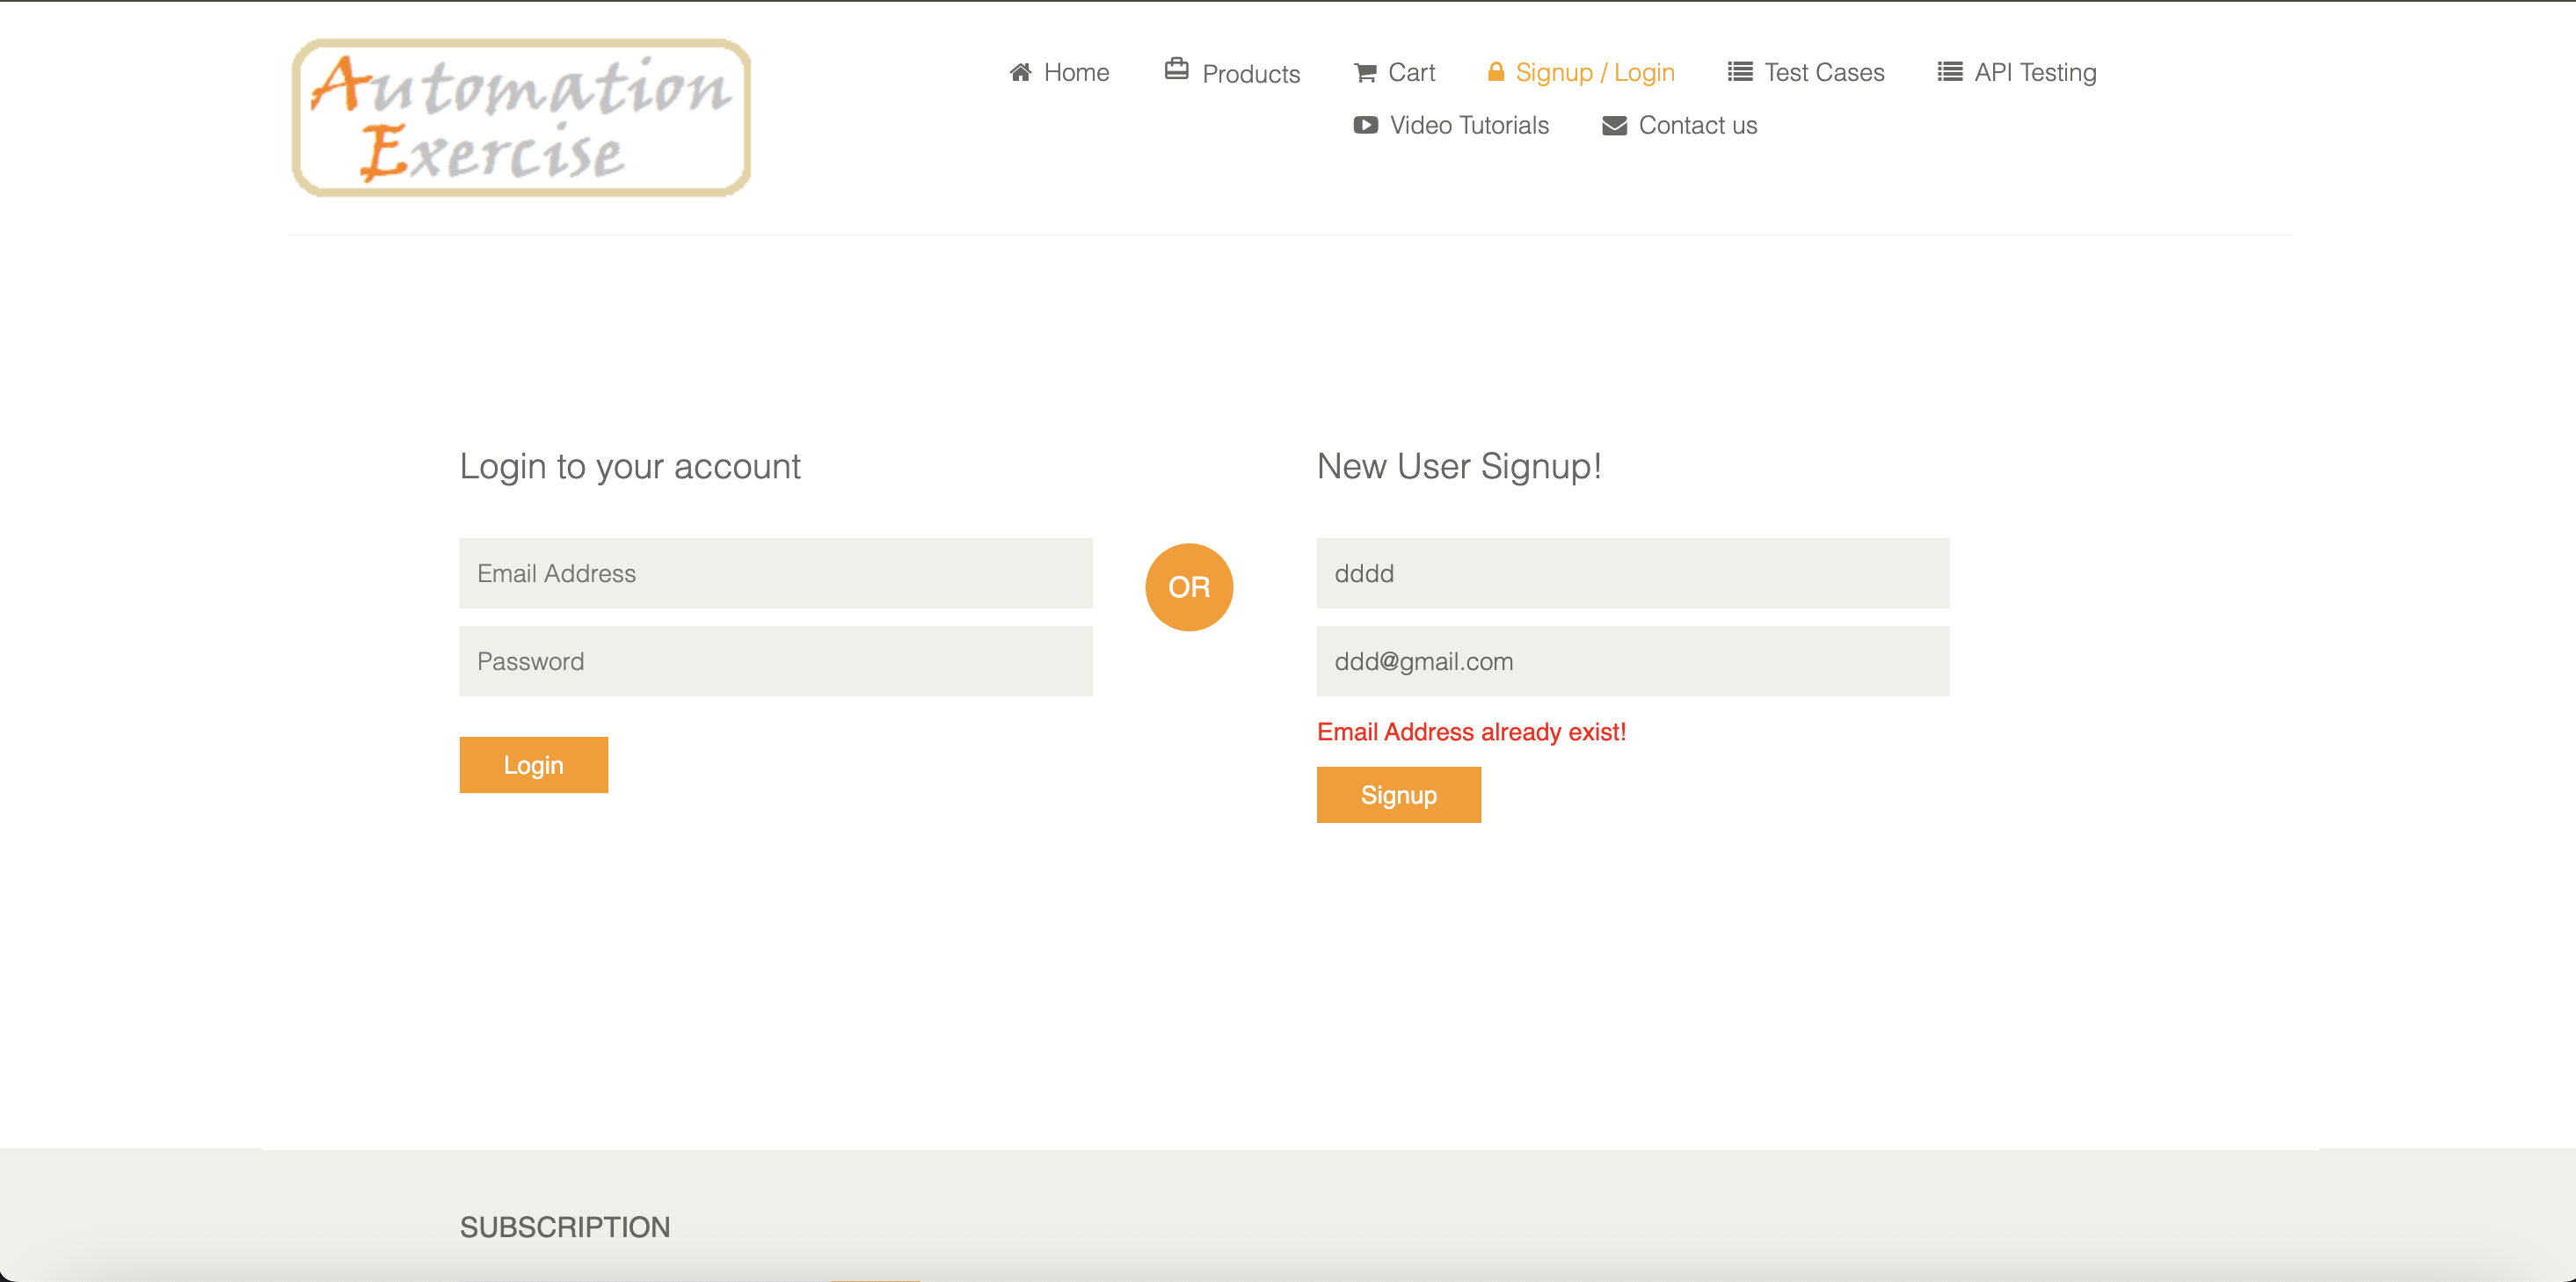 Automation
Exercise
Home Products Cart Signup / Login Test Cases API Testing
Video Tutorials Contact us
Login to your account
Email Address
Password
Login
OR
New User Signup!
dddd
ddd@gmail.com
Email Address already exist!
Signup
SUBSCRIPTION